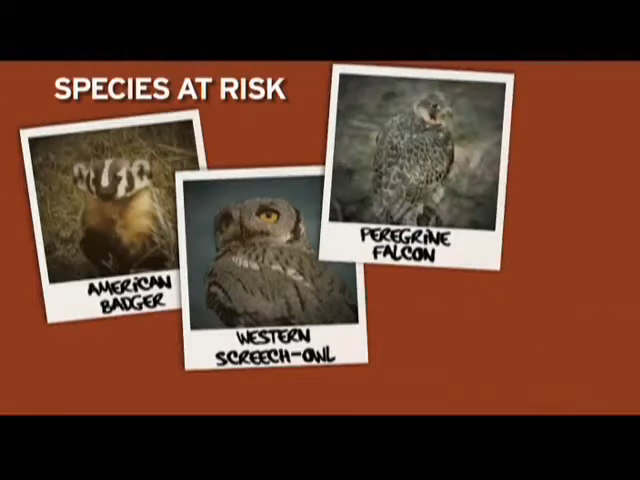 SPECIES AT RISK
AMERICAN
BADGER
WESTERN
SCREECH-OWL
PEREGRINE
FALCON